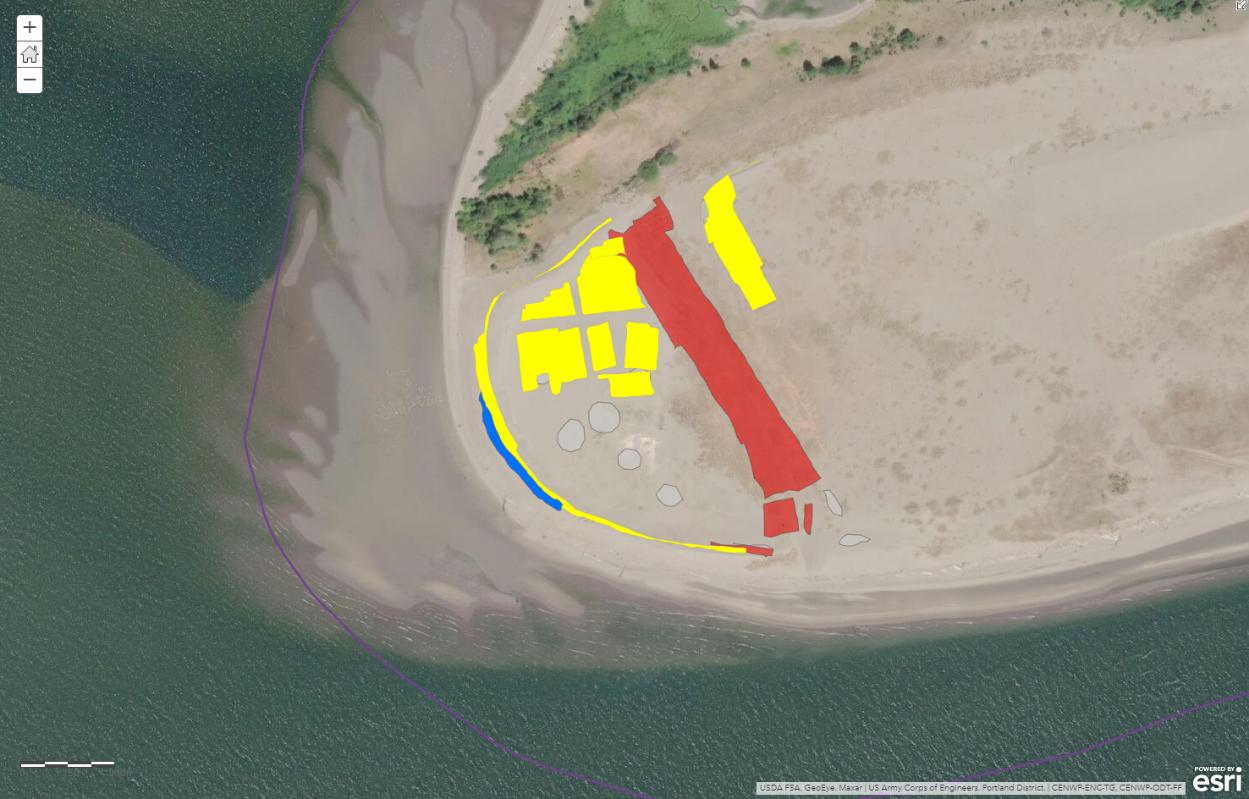 +
−
POWERED BY
esri
USDA FSA, GeoEye, Maxar | US Army Corps of Engineers, Portland District, | CENWP-ENC-TG, CENWP-ODT-FF